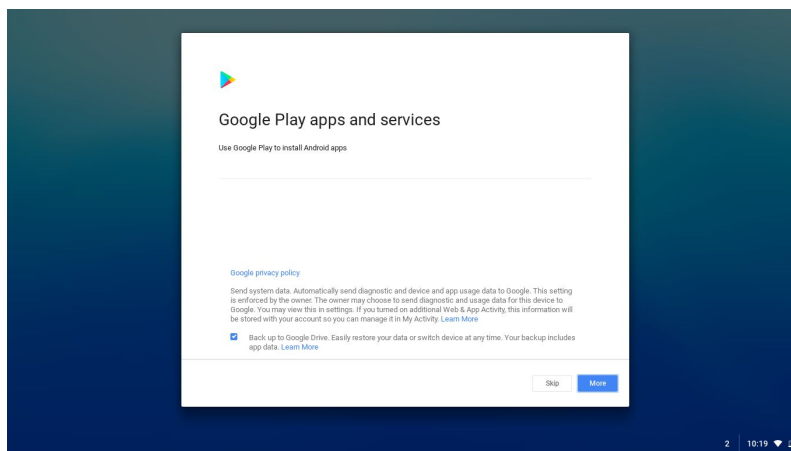 Google Play apps and services
Use Google Play to install Android apps
Google privacy policy
Send system data. Automatically send diagnostic and device and app usage data to Google. This setting
is enforced by the owner. The owner may choose to send diagnostic and usage data for this device to
Google. You may view this in settings. If you turned on additional Web & App Activity, this information will
be stored with your account so you can manage it in My Activity. Learn More
Back up to Google Drive. Easily restore your data or switch device at any time. Your backup includes
app data. Learn More
Skip
More
2
10:19